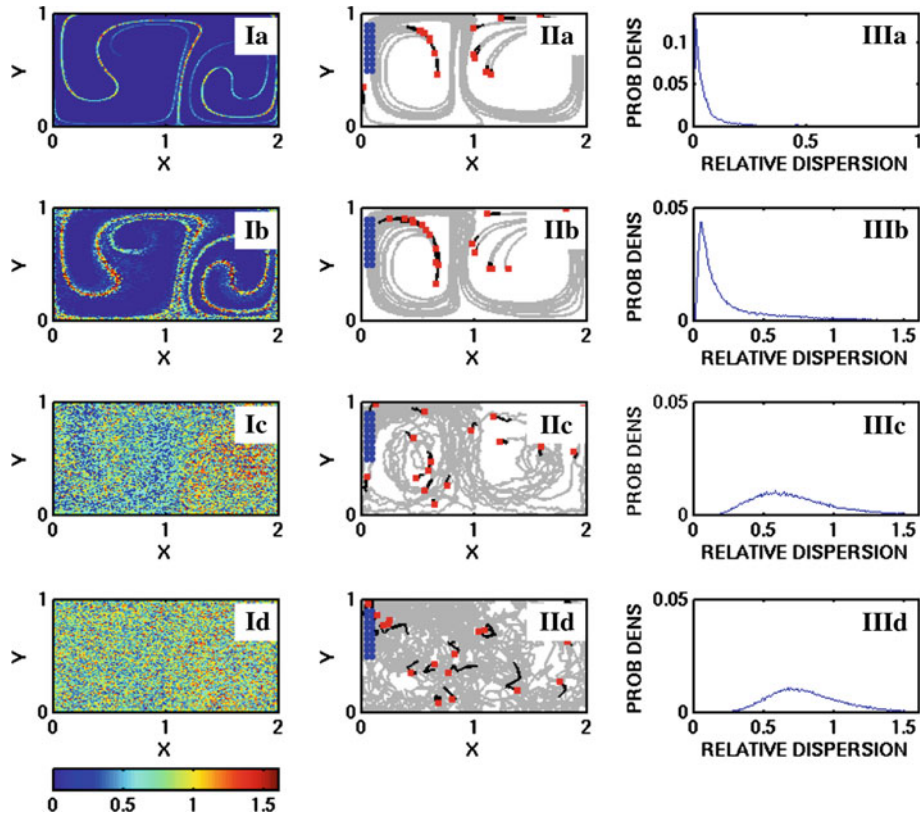 1 Ia
Y
0
0 1 2
X
1 IIa
Y
0
0 1 2
X
0.1 IIIa
PROB DENS
0.05
0
0.5 1
RELATIVE DISPERSION
1 Ib
Y
0
0 1 2
X
1 IIb
Y
0
0 1 2
X
0.05 IIIb
PROB DENS
0
0 0.5 1 1.5
RELATIVE DISPERSION
1 Ic
Y
0
0 1 2
X
1 IIc
Y
0
0 1 2
X
0.05 IIIc
PROB DENS
0
0 0.5 1 1.5
RELATIVE DISPERSION
1 Id
Y
0
0 1 2
X
1 IId
Y
0
0 1 2
X
0.05 IIId
PROB DENS
0
0 0.5 1 1.5
RELATIVE DISPERSION
0 0.5 1 1.5